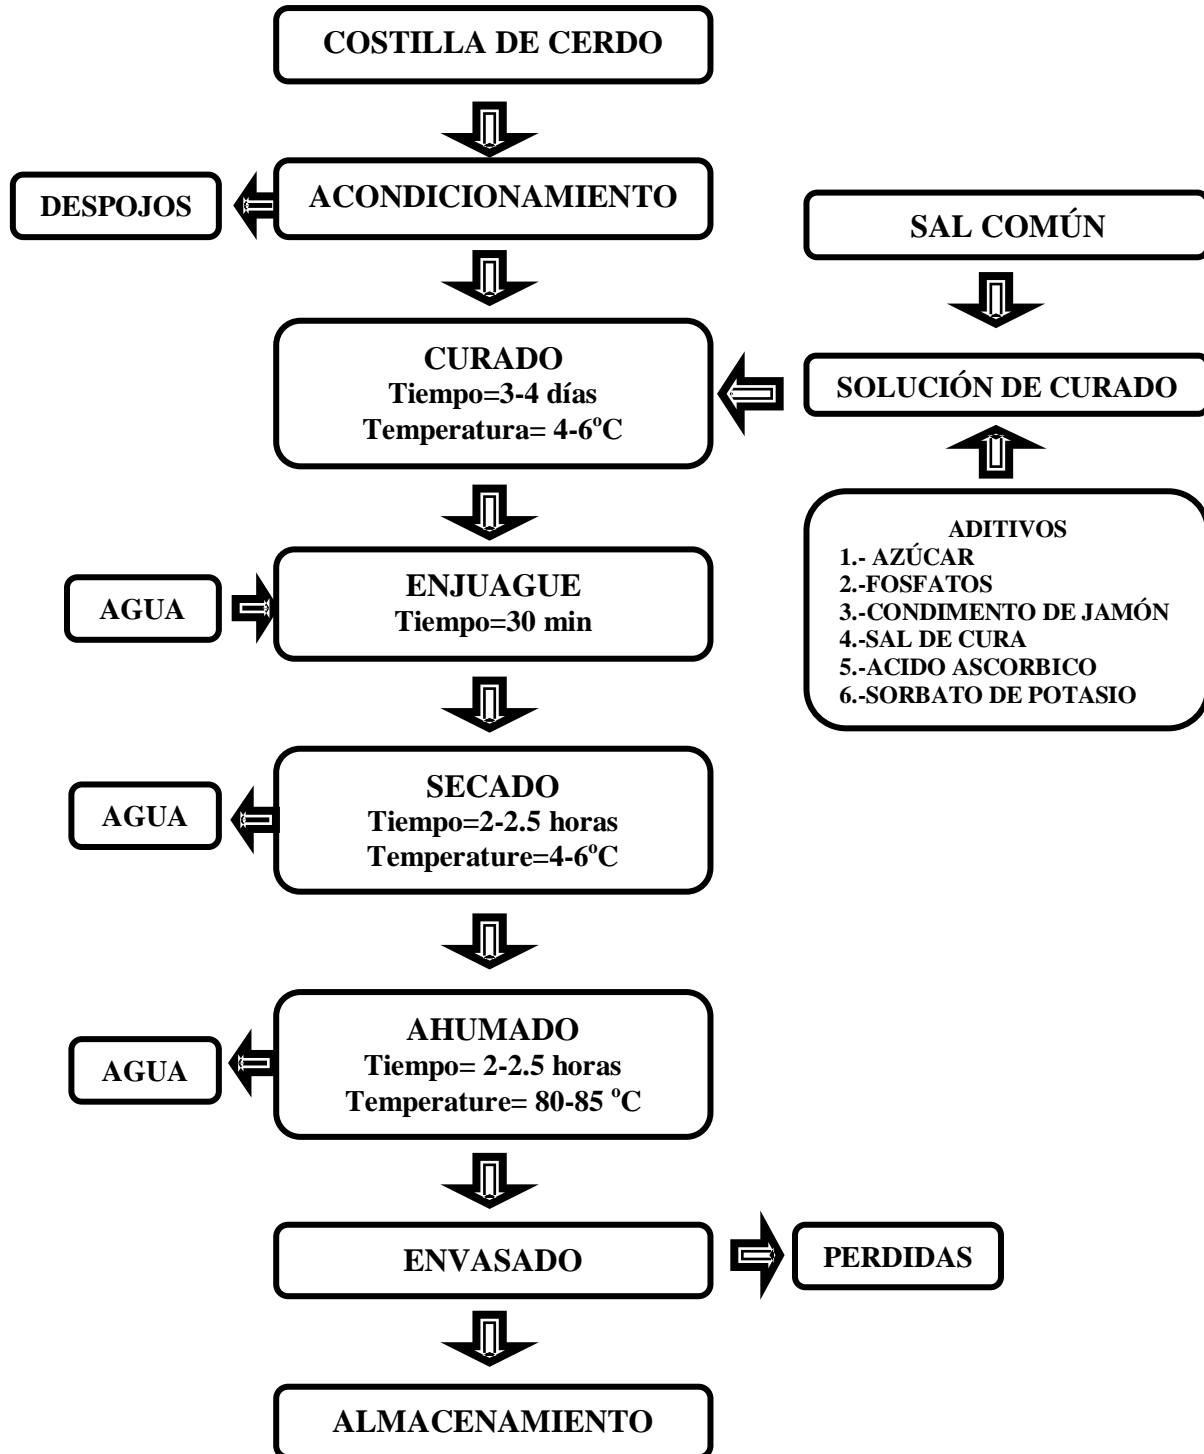 COSTILLA DE CERDO
DESPOJOS
ACONDICIONAMIENTO
SAL COMÚN
CURADO
Tiempo=3-4 días
Temperatura= 4-6°C
SOLUCIÓN DE CURADO
ADITIVOS
1.- AZÚCAR
2.-FOSFATOS
3.-CONDIMENTO DE JAMÓN
4.-SAL DE CURA
5.-ACIDO ASCORBICO
6.-SORBATO DE POTASIO
AGUA
ENJUAGUE
Tiempo=30 min
AGUA
SECADO
Tiempo=2-2.5 horas
Temperature=4-6°C
AGUA
AHUMADO
Tiempo= 2-2.5 horas
Temperature= 80-85 °C
ENVASADO
PERDIDAS
ALMACENAMIENTO